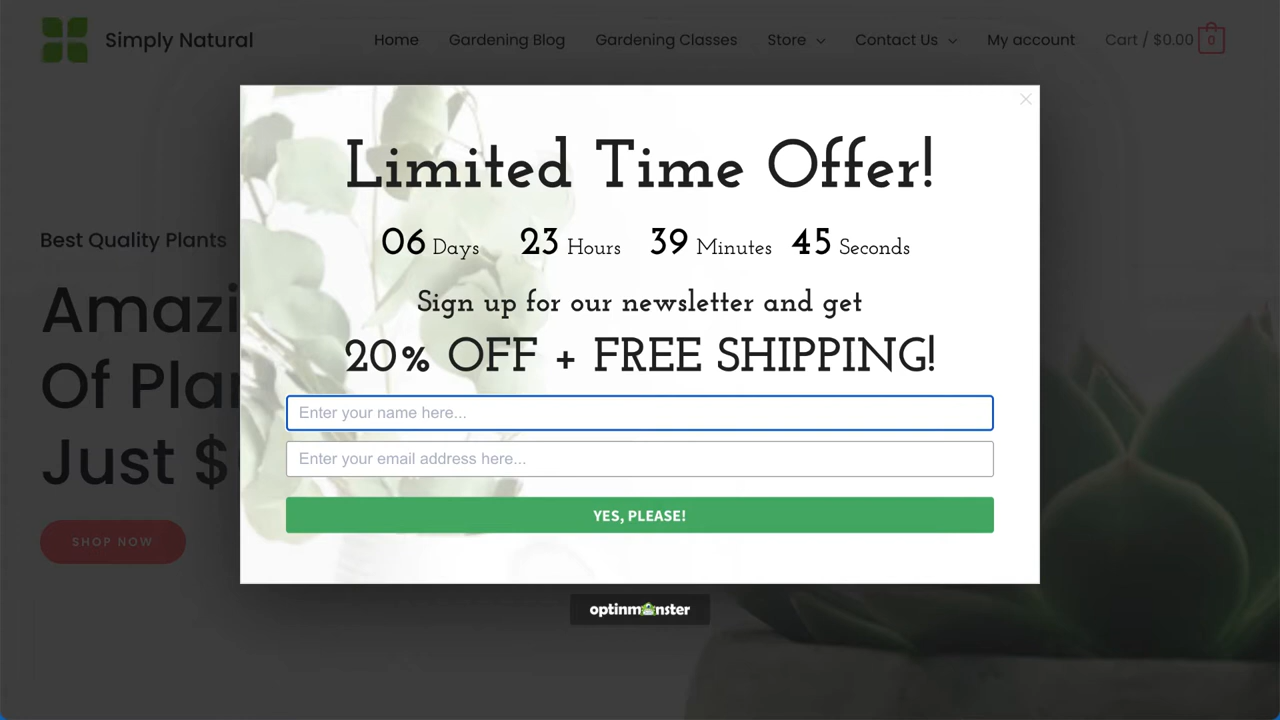 Simply Natural
Home Gardening Blog Gardening Classes Store Contact Us My account Cart / $0.00 0
Limited Time Offer!
06 Days 23 Hours 39 Minutes 45 Seconds
Sign up for our newsletter and get
20% OFF + FREE SHIPPING!
Enter your name here...
Enter your email address here...
YES, PLEASE!
Best Quality Plants
Amazi
Of Plan
Just $
SHOP NOW
optinmonster